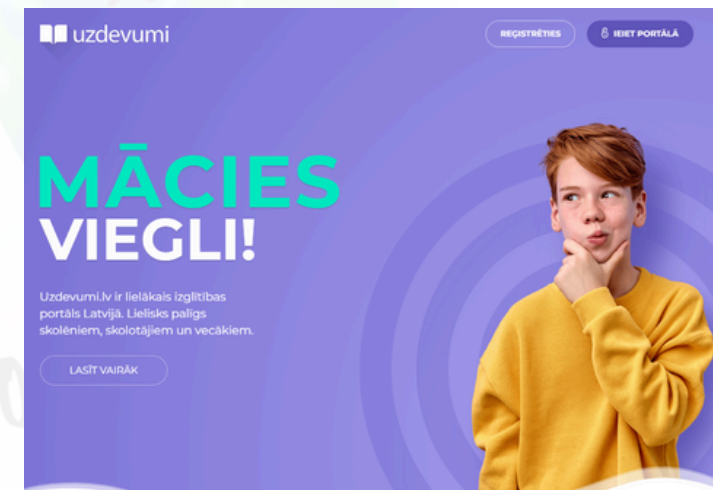 uzdevumi
REĢISTRĒTIES
IEIET PORTĀLĀ
MĀCIES
VIEGLI!
Uzdevumi.lv ir lielākais izglītības
portāls Latvijā. Lielisks palīgs
skolēniem, skolotājiem un vecākiem.
LASĪT VAIRĀK